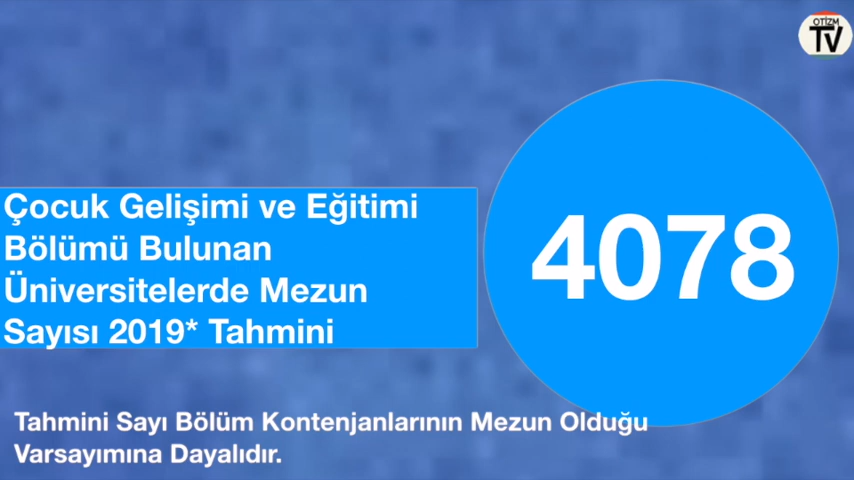 OTİZM
TV
Çocuk Gelişimi ve Eğitimi
Bölümü Bulunan
Üniversitelerde Mezun
Sayısı 2019* Tahmini
4078
Tahmini Sayı Bölüm Kontenjanlarının Mezun Olduğu
Varsayımına Dayalıdır.